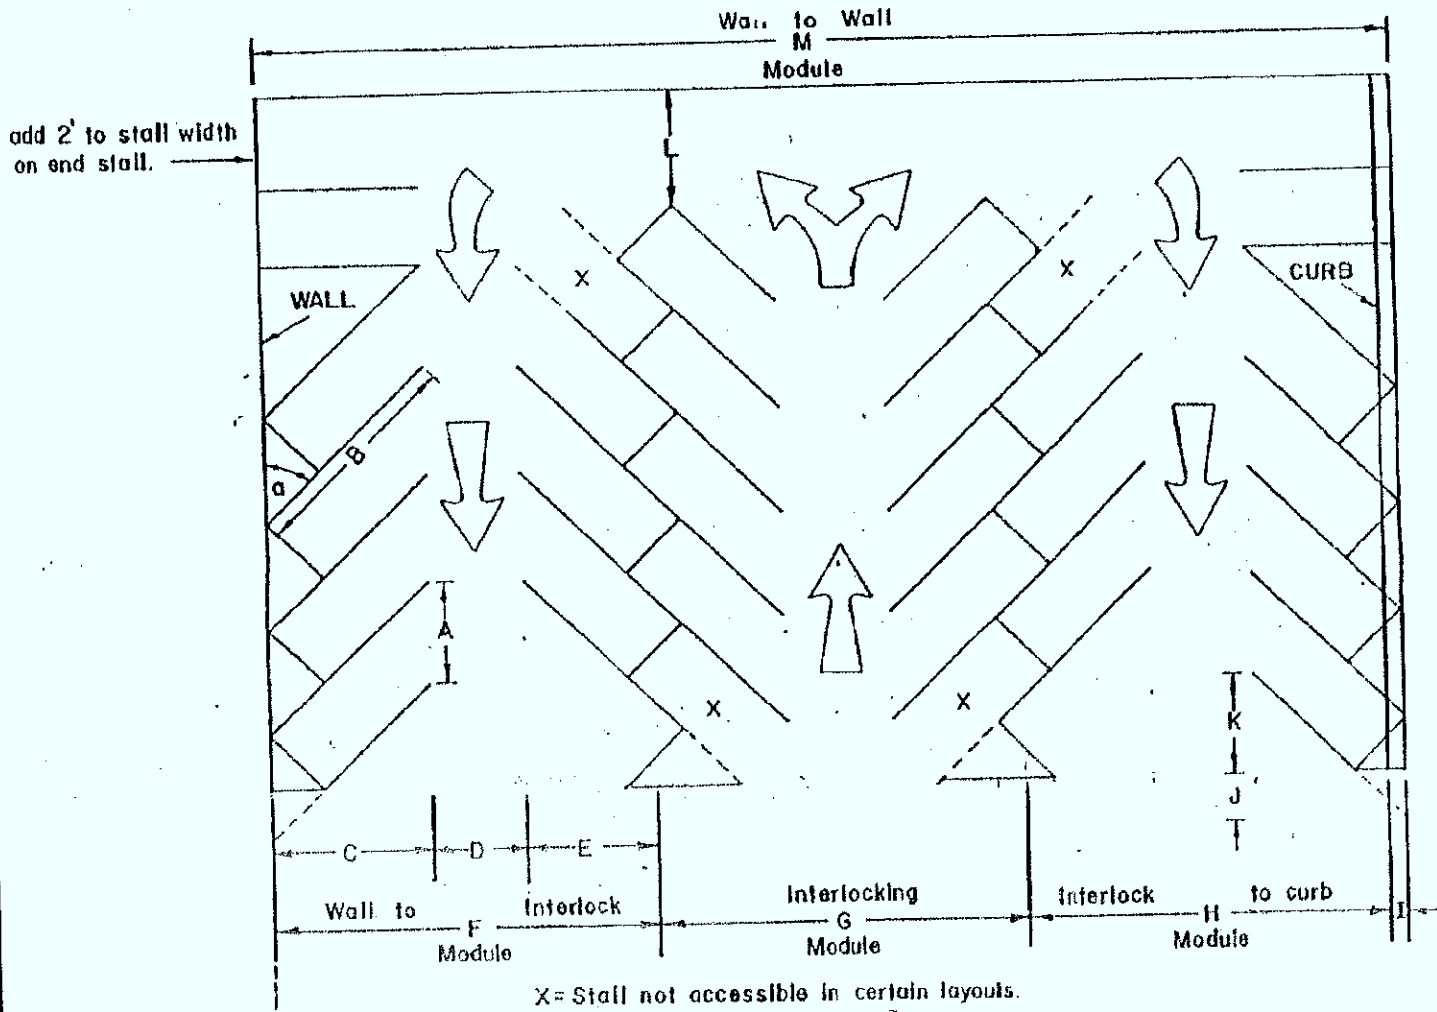 Wall to Wall
M
Module
add 2' to stall width
on end stall.
L
X
X
WALL
CURB
B
a
A
X
X
K
J
C
D
E
Wall to Interlock
F
Module
Interlocking
G
Module
Interlock to curb
H
Module
I
X = Stall not accessible in certain layouts.